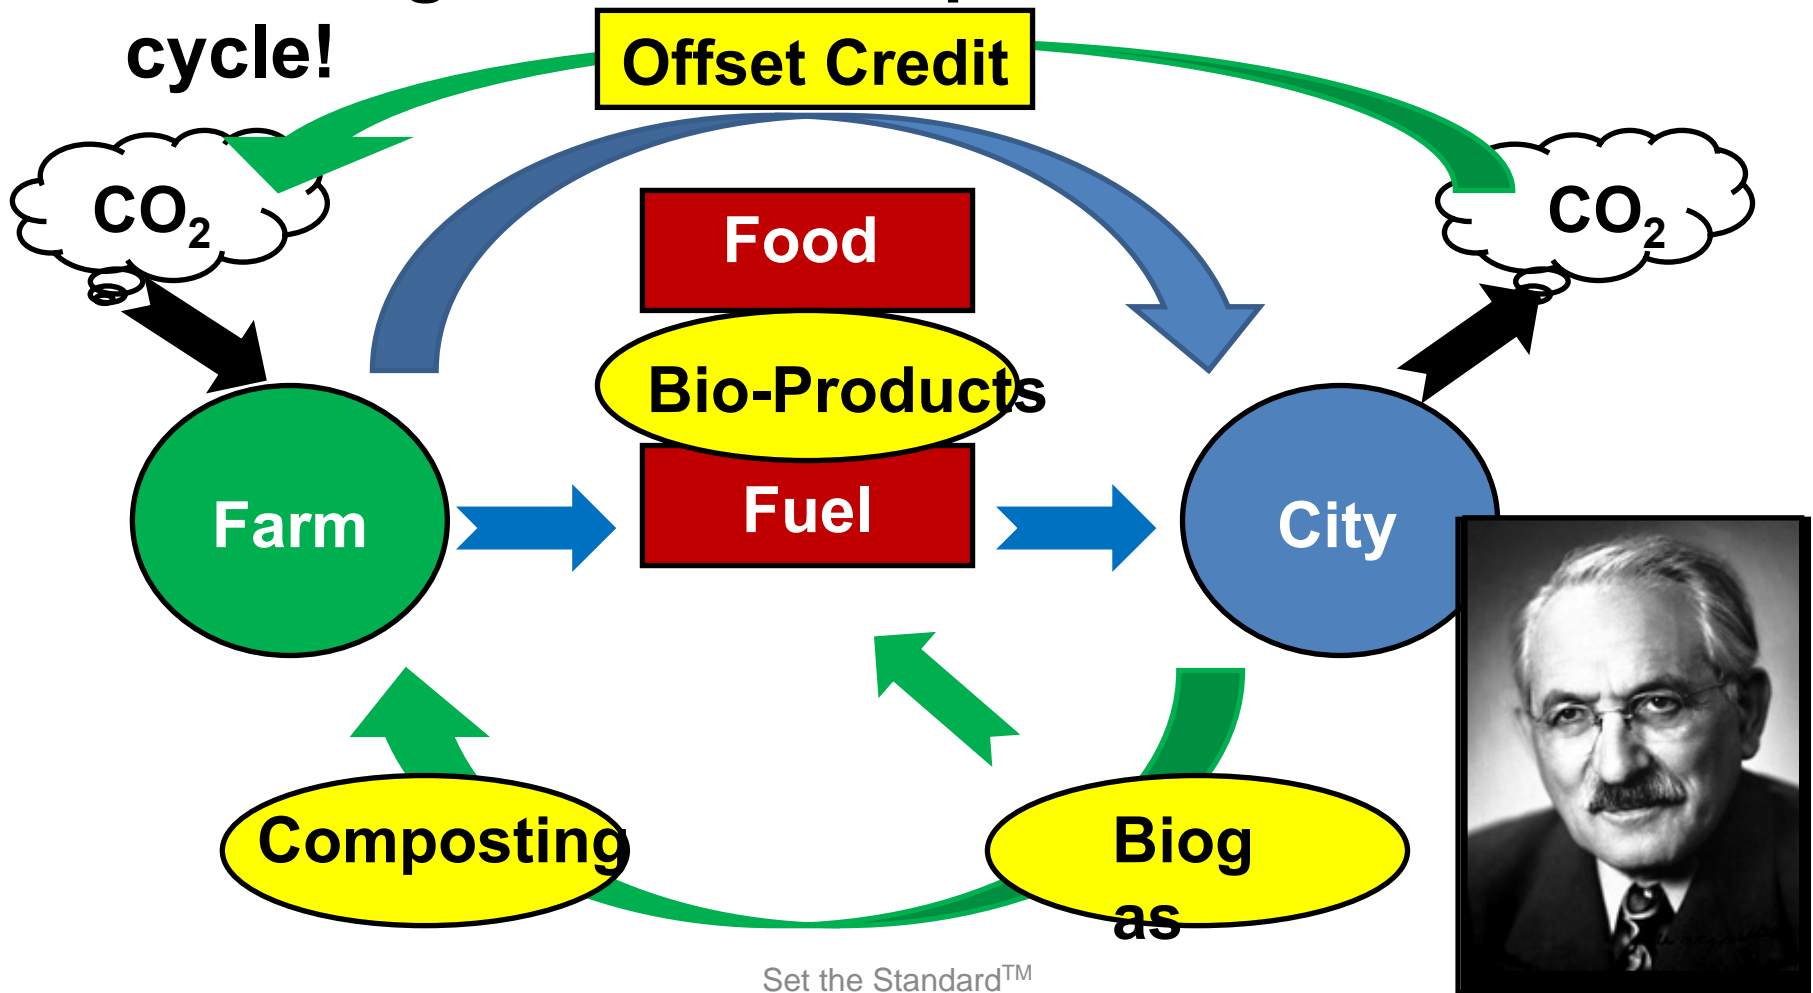 cycle!
Offset Credit
CO₂
CO₂
Food
Bio-Products
Farm
Fuel
City
Composting
Biog
as
Set the Standard™